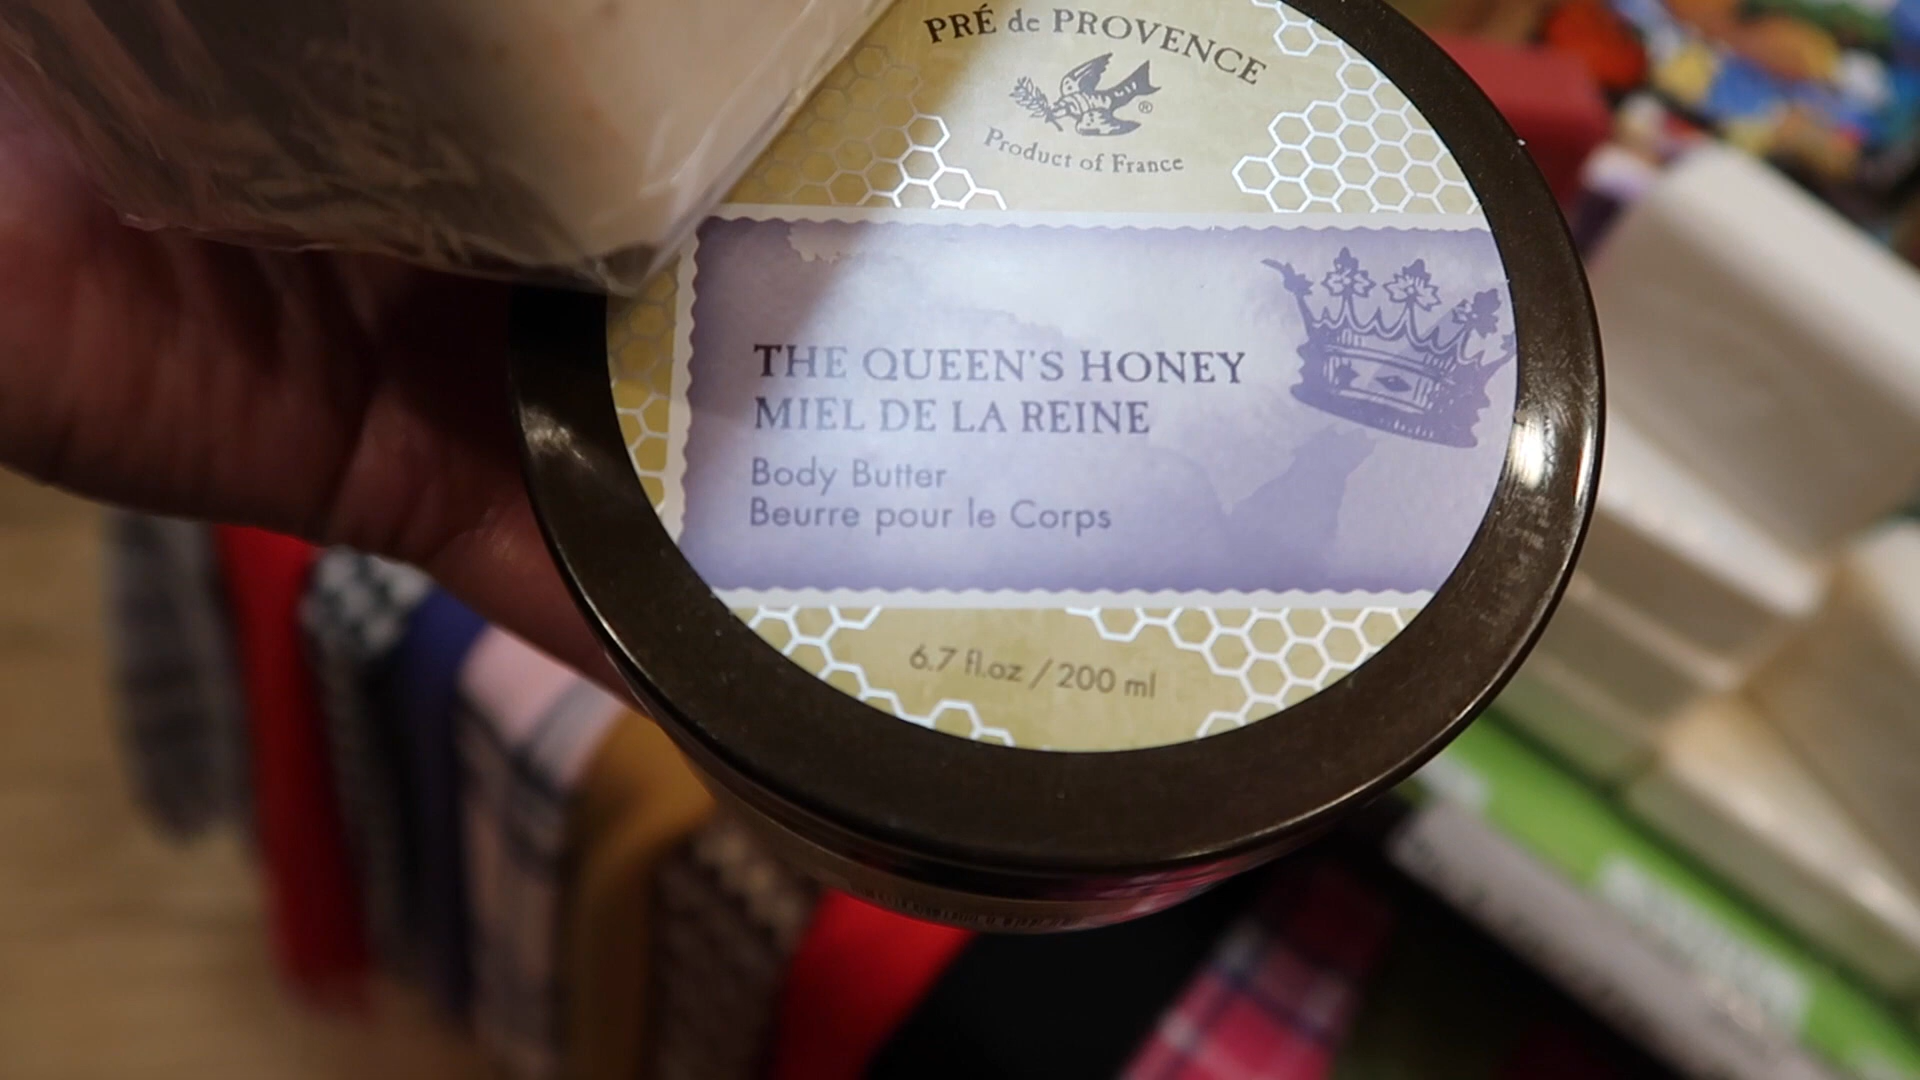 PRÉ de PROVENCE
®
Product of France
THE QUEEN'S HONEY
MIEL DE LA REINE
Body Butter
Beurre pour le Corps
6.7 fl.oz / 200 ml